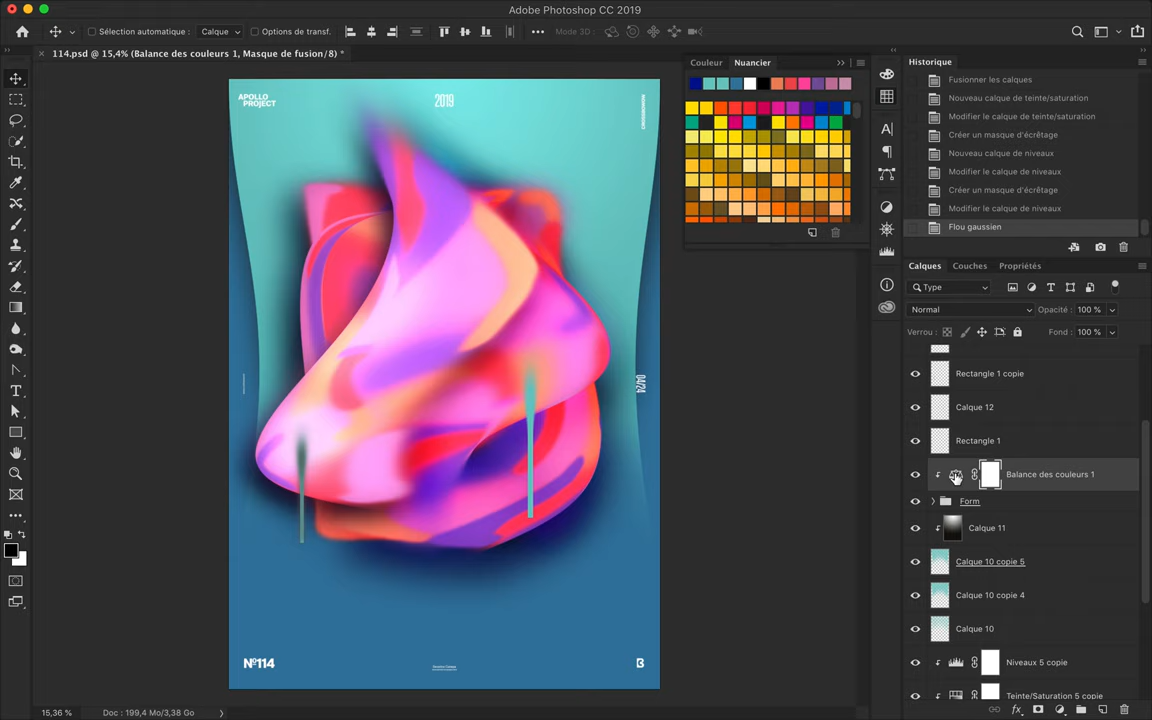 Adobe Photoshop CC 2019
Sélection automatique :
Calque
Options de transf.
Mode 3D :
114.psd @ 15,4% (Balance des couleurs 1, Masque de fusion/8) *
Couleur
Nuancier
Historique
Fusionner les calques
Nouveau calque de teinte/saturation
Modifier le calque de teinte/saturation
Créer un masque d'écrêtage
Nouveau calque de niveaux
Modifier le calque de niveaux
Créer un masque d'écrêtage
Modifier le calque de niveaux
Flou gaussien
APOLLO
PROJECT
2019
04/24
Nº114
B
Calques
Couches
Propriétés
Type
Normal
Opacité : 100 %
Verrou :
Fond : 100 %
Rectangle 1 copie
Calque 12
Rectangle 1
Balance des couleurs 1
Form
Calque 11
Calque 10 copie 5
Calque 10 copie 4
Calque 10
Niveaux 5 copie
Teinte/Saturation 5 copie
fx
15,36 %
Doc : 199,4 Mo/3,38 Go